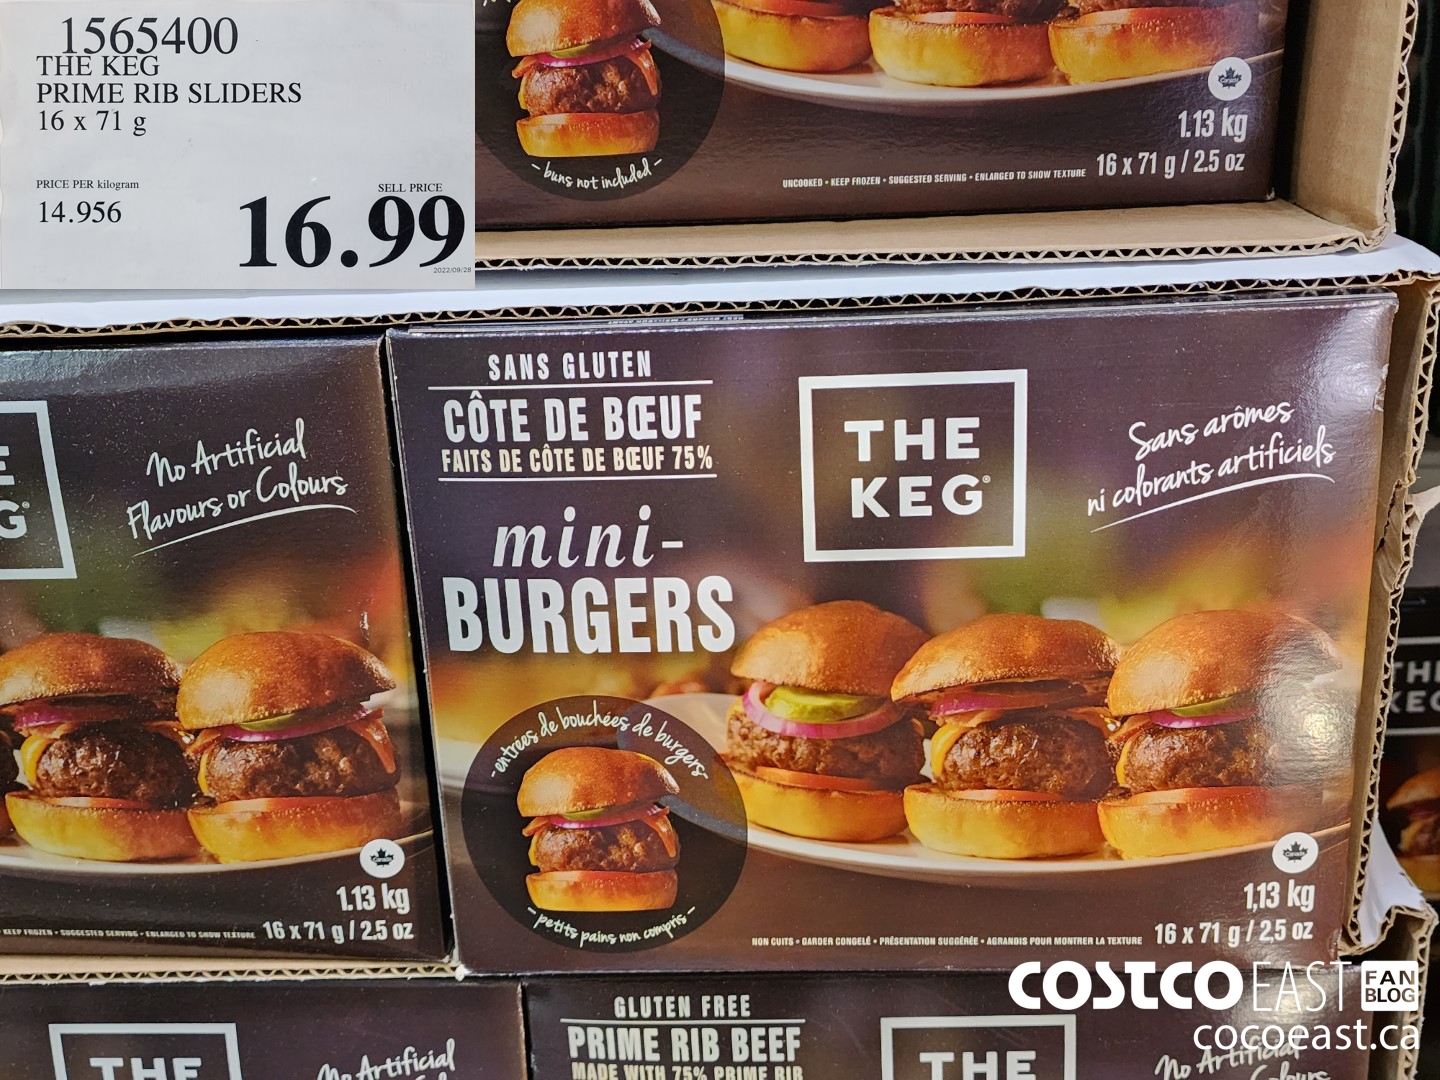 1565400
THE KEG
PRIME RIB SLIDERS
16 x 71 g
PRICE PER kilogram
14.956
SELL PRICE
16.99
2022/09/28
- buns not included -
1.13 kg
16 x 71 g / 2.5 oz
UNCOOKED • KEEP FROZEN • SUGGESTED SERVING • ENLARGED TO SHOW TEXTURE
No Artificial
Flavours or Colours
1.13 kg
16 x 71 g / 2.5 oz
KEEP FROZEN • SUGGESTED SERVING • ENLARGED TO SHOW TEXTURE
SANS GLUTEN
CÔTE DE BŒUF
FAITS DE CÔTE DE BŒUF 75%
mini-
BURGERS
THE
KEG®
Sans arômes
ni colorants artificiels
- entrées de bouchées de burgers -
- petits pains non compris -
1,13 kg
16 x 71 g / 2,5 oz
NON CUITS • GARDER CONGELÉ • PRÉSENTATION SUGGÉRÉE • AGRANDIS POUR MONTRER LA TEXTURE
THE
No Artificial
GLUTEN FREE
PRIME RIB BEEF
MADE WITH 75% PRIME RIB
THE
No Artificial
Colours
COSTCO EAST FAN BLOG
cocoeast.ca